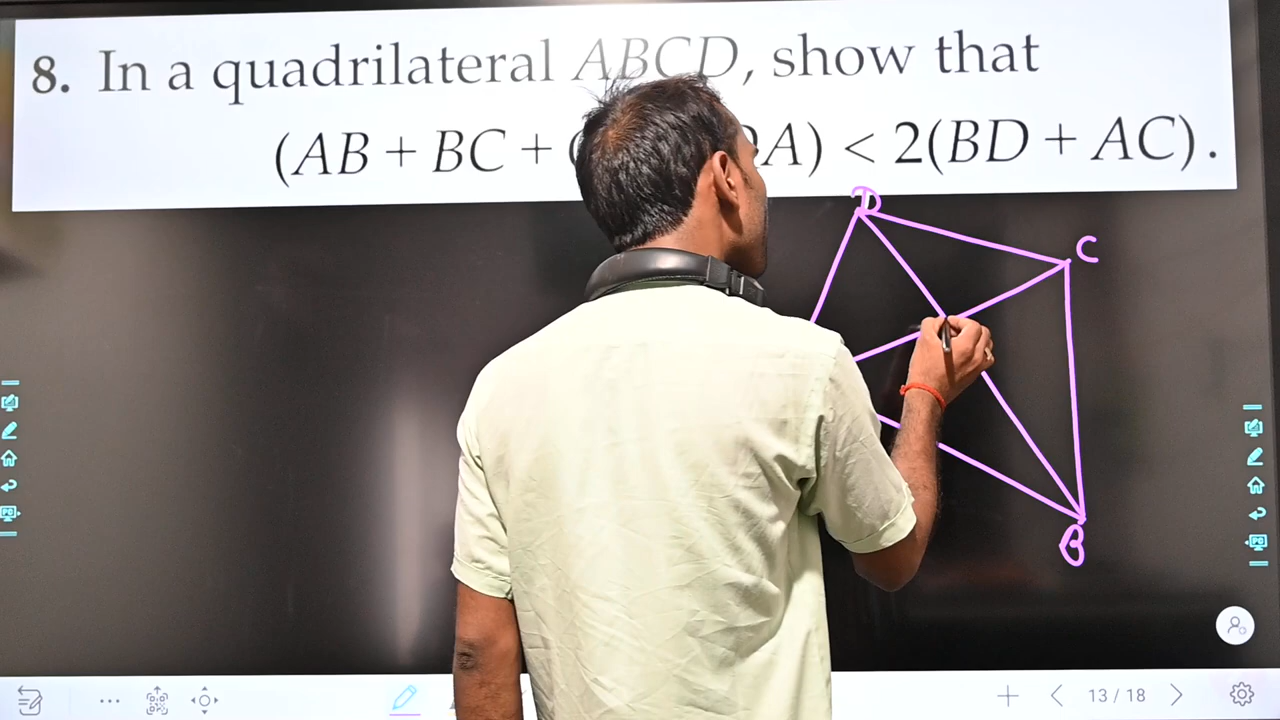 8. In a quadrilateral ABCD, show that
(AB + BC + A) < 2(BD + AC).
D
C
B
13 / 18